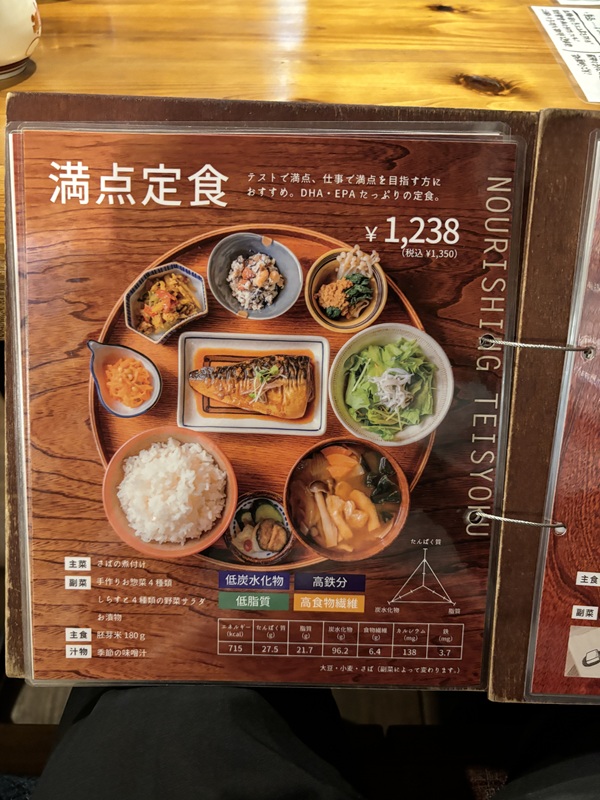 満点定食
テストで満点、仕事で満点を目指す方に
おすすめ。DHA・EPAたっぷりの定食。
¥1,238
(税込 ¥1,350)
NOURISHING TEISYOKU
主菜 さばの煮付け
副菜 手作りお惣菜4種類
しらすと4種類の野菜サラダ
お漬物
主食 胚芽米180g
汁物 季節の味噌汁
低炭水化物 高鉄分
低脂質 高食物繊維
たんぱく質
炭水化物 脂質
エネルギー(kcal) たんぱく質(g) 脂質(g) 炭水化物(g) 食物繊維(g) カルシウム(mg) 鉄(mg)
715 27.5 21.7 96.2 6.4 138 3.7
大豆・小麦・さば(副菜によって変わります。)
主食
副菜